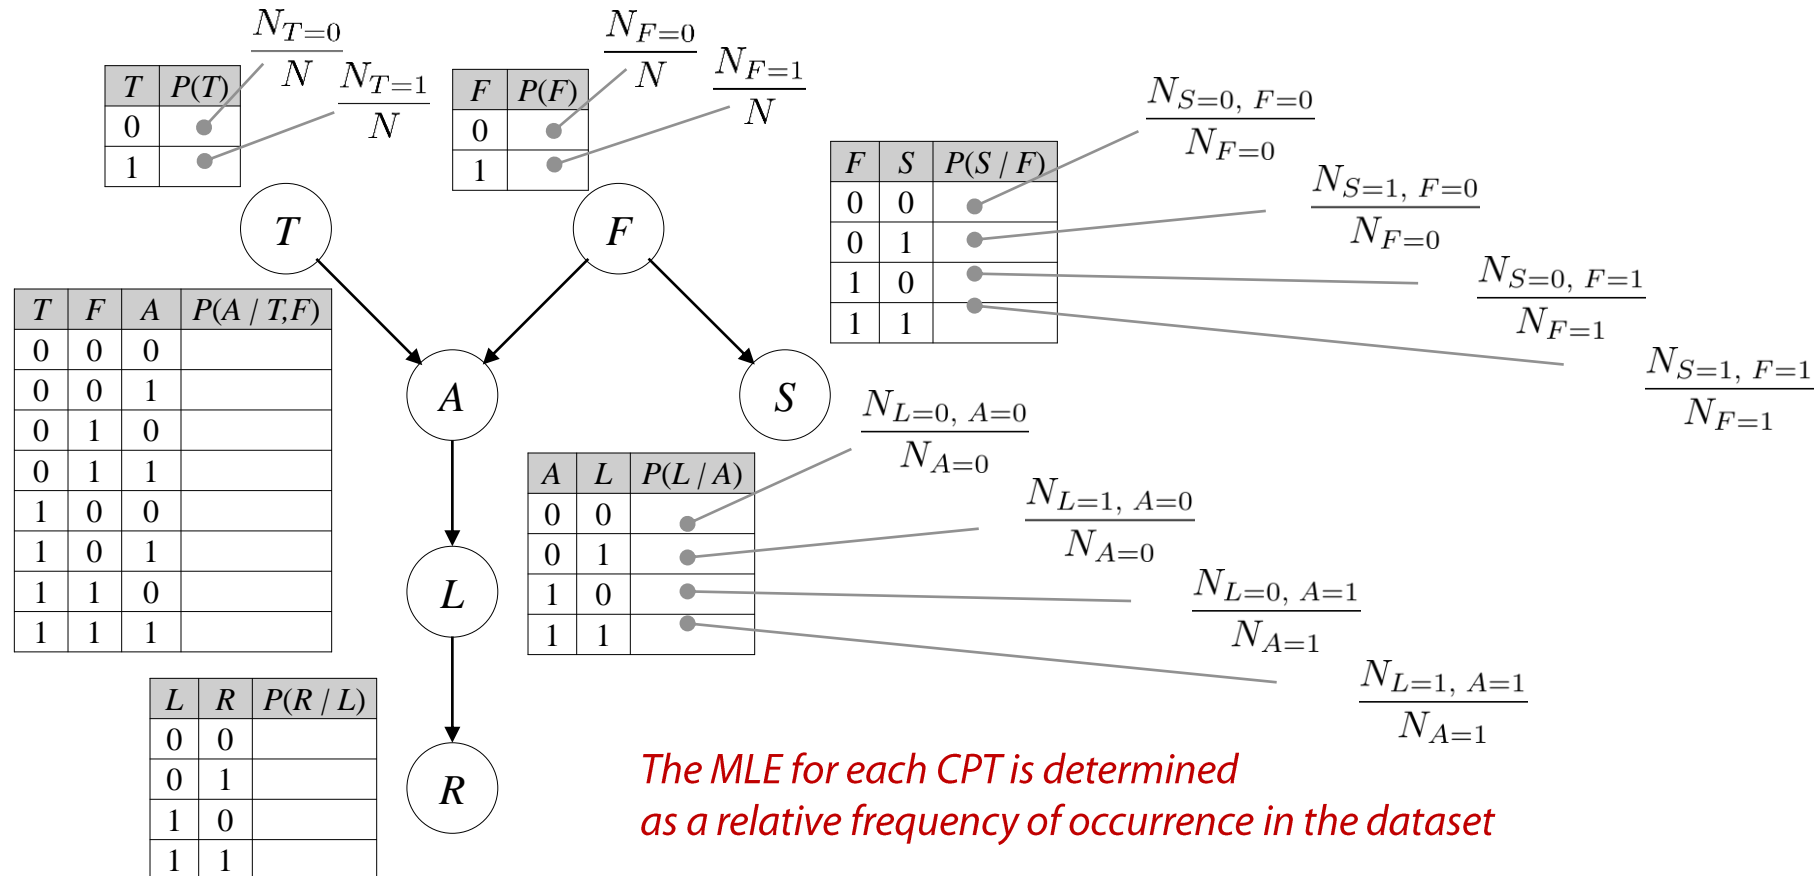 N_{T=0}
N
N_{T=1}
N
T P(T)
0
1
N_{F=0}
N
N_{F=1}
N
F P(F)
0
1
N_{S=0, F=0}
N_{F=0}
N_{S=1, F=0}
N_{F=0}
N_{S=0, F=1}
N_{F=1}
N_{S=1, F=1}
N_{F=1}
F S P(S / F)
0 0
0 1
1 0
1 1
T
F
T F A P(A / T,F)
0 0 0
0 0 1
0 1 0
0 1 1
1 0 0
1 0 1
1 1 0
1 1 1
A
S
N_{L=0, A=0}
N_{A=0}
N_{L=1, A=0}
N_{A=0}
N_{L=0, A=1}
N_{A=1}
N_{L=1, A=1}
N_{A=1}
A L P(L / A)
0 0
0 1
1 0
1 1
L
L R P(R / L)
0 0
0 1
1 0
1 1
R
The MLE for each CPT is determined
as a relative frequency of occurrence in the dataset